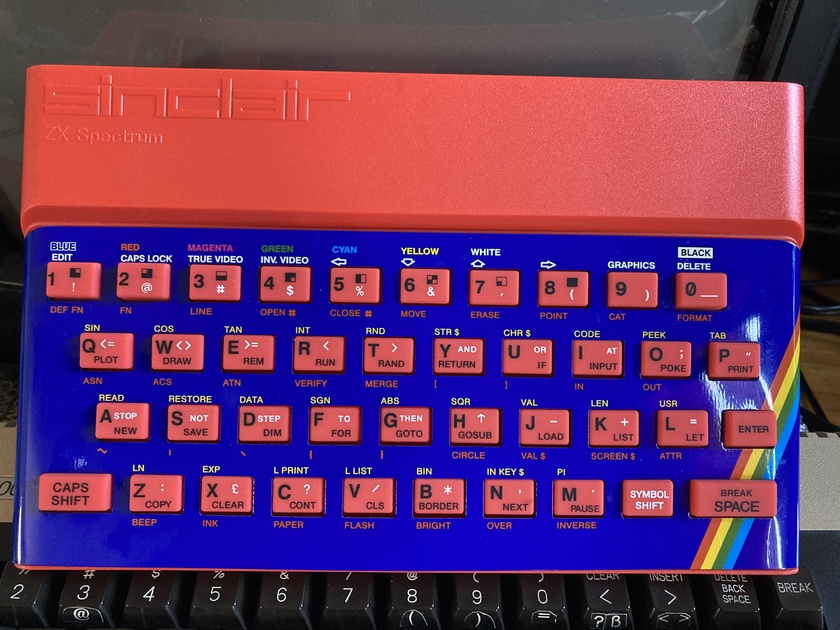 sinclair
ZX Spectrum
BLUE RED MAGENTA GREEN CYAN YELLOW WHITE BLACK
EDIT CAPS LOCK TRUE VIDEO INV. VIDEO GRAPHICS DELETE
1 ! 2 @ 3 # 4 $ 5 % 6 & 7 ' 8 ( 9 ) 0 _
DEF FN FN LINE OPEN # CLOSE # MOVE ERASE POINT CAT FORMAT
SIN COS TAN INT RND STR $ CHR $ CODE PEEK TAB
Q <= W <> E >= R < T > Y AND U OR I AT O ; P "
PLOT DRAW REM RUN RAND RETURN IF INPUT POKE PRINT
ASN ACS ATN VERIFY MERGE [ ] IN OUT
READ RESTORE DATA SGN ABS SQR VAL LEN USR
A STOP S NOT D STEP F TO G THEN H ↑ J – K + L = ENTER
NEW SAVE DIM FOR GOTO GOSUB LOAD LIST LET
~ | \ { } CIRCLE VAL $ SCREEN $ ATTR
LN EXP L PRINT L LIST BIN IN KEY $ PI
CAPS Z : X £ C ? V / B * N , M . SYMBOL BREAK
SHIFT COPY CLEAR CONT CLS BORDER NEXT PAUSE SHIFT SPACE
BEEP INK PAPER FLASH BRIGHT OVER INVERSE
" # $ % & / @ ( ) CLEAR INSERT DELETE
2 3 4 5 6 7 8 9 0 < > BACK SPACE BREAK
(@) ? ß